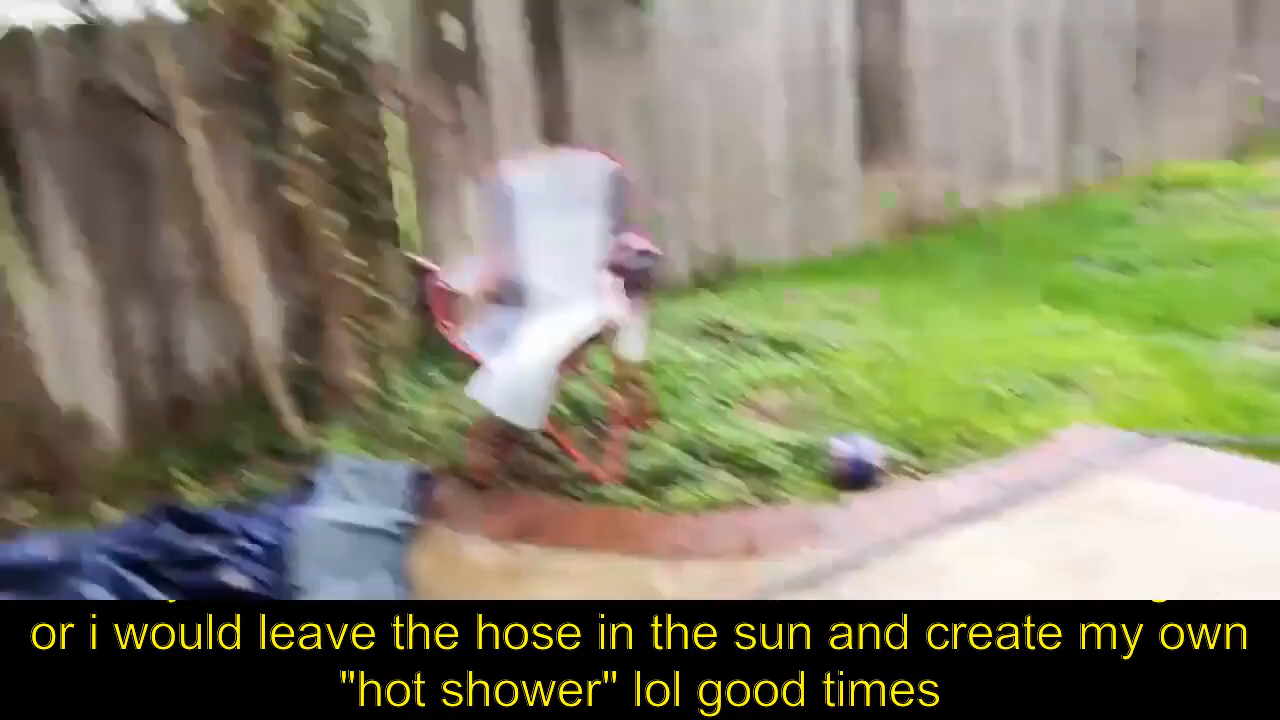 or i would leave the hose in the sun and create my own
"hot shower" lol good times